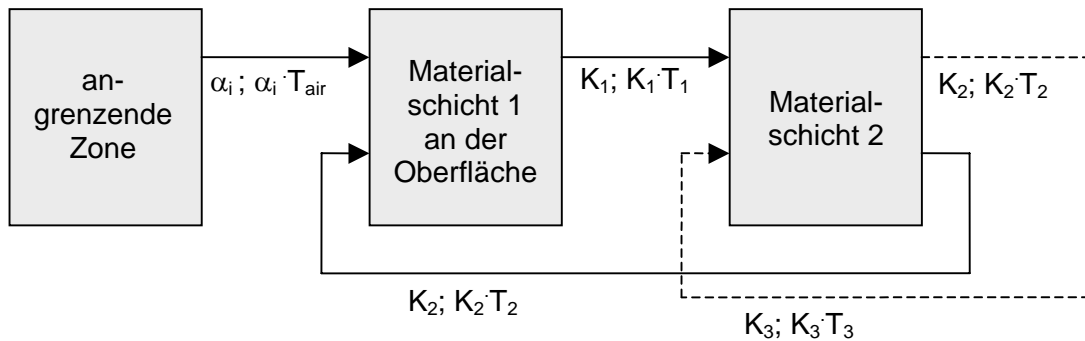 an-
grenzende
Zone
αᵢ; αᵢ·T_air
Material-
schicht 1
an der
Oberfläche
K₁; K₁·T₁
Material-
schicht 2
K₂; K₂·T₂
K₂; K₂·T₂
K₃; K₃·T₃